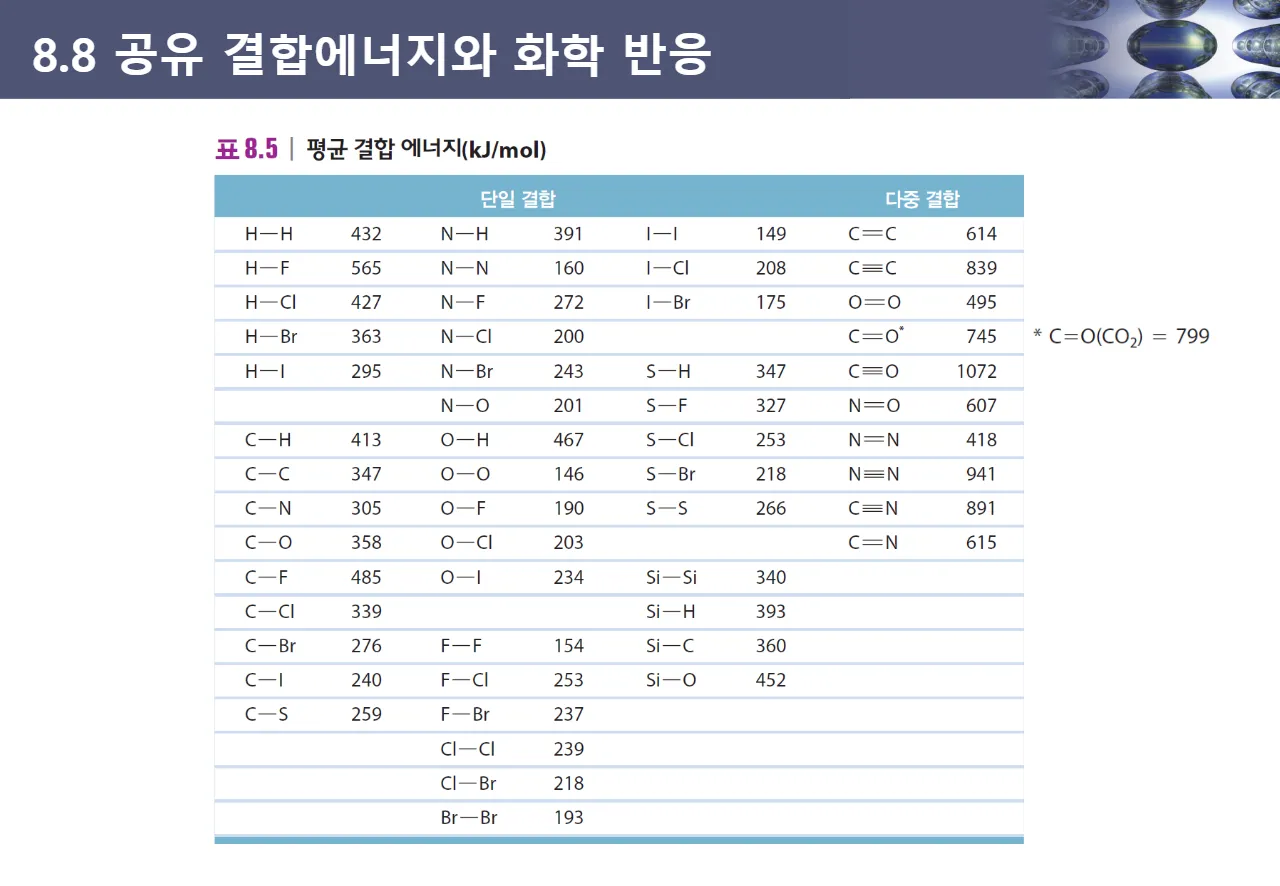 8.8 공유 결합에너지와 화학 반응
표 8.5 | 평균 결합 에너지(kJ/mol)
단일 결합 다중 결합
H—H 432 N—H 391 I—I 149 C=C 614
H—F 565 N—N 160 I—Cl 208 C≡C 839
H—Cl 427 N—F 272 I—Br 175 O=O 495
H—Br 363 N—Cl 200 C=O* 745 * C=O(CO₂) = 799
H—I 295 N—Br 243 S—H 347 C≡O 1072
N—O 201 S—F 327 N=O 607
C—H 413 O—H 467 S—Cl 253 N=N 418
C—C 347 O—O 146 S—Br 218 N≡N 941
C—N 305 O—F 190 S—S 266 C≡N 891
C—O 358 O—Cl 203 C=N 615
C—F 485 O—I 234 Si—Si 340
C—Cl 339 Si—H 393
C—Br 276 F—F 154 Si—C 360
C—I 240 F—Cl 253 Si—O 452
C—S 259 F—Br 237
Cl—Cl 239
Cl—Br 218
Br—Br 193